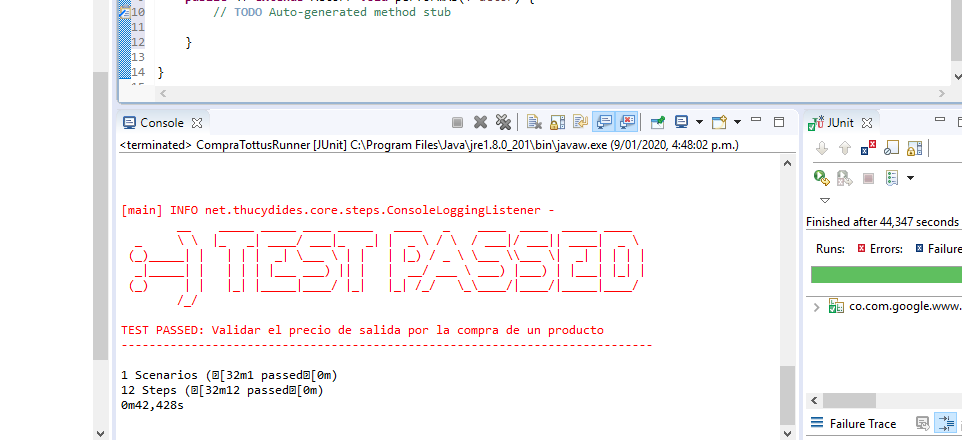 10 // TODO Auto-generated method stub
11
12 }
13
14 }
Console
<terminated> CompraTottusRunner [JUnit] C:\Program Files\Java\jre1.8.0_201\bin\javaw.exe (9/01/2020, 4:48:02 p.m.)
[main] INFO net.thucydides.core.steps.ConsoleLoggingListener -
:-) TEST PASSED
TEST PASSED: Validar el precio de salida por la compra de un producto
----------------------------------------------------------------------------
1 Scenarios ([32m1 passed[0m)
12 Steps ([32m12 passed[0m)
0m42,428s
JUnit
Finished after 44,347 seconds
Runs: Errors: Failure
co.com.google.www.
Failure Trace